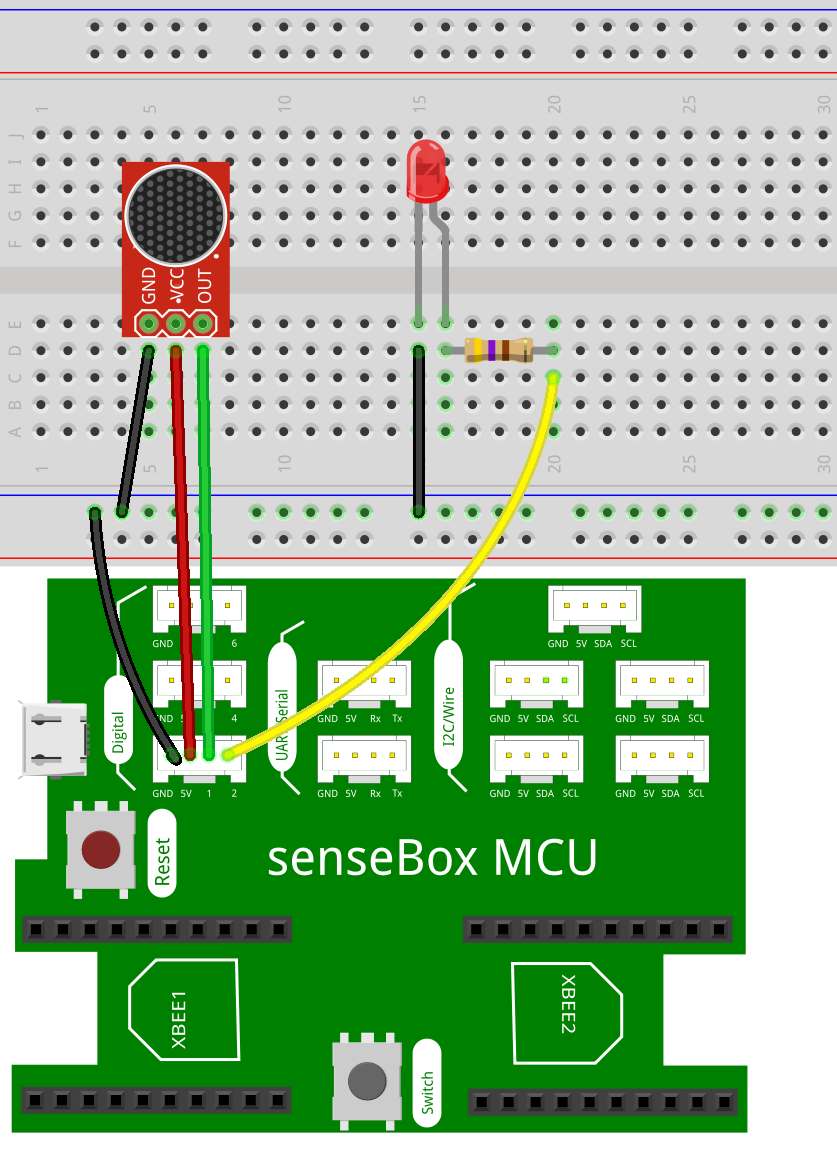 1 5 10 15 20 25 30
J
I
H
G
F
GND VCC OUT
E
D
C
B
A
1 5 10 15 20 25 30
GND 6
GND 5V SDA SCL
Digital
GND 5 4
UART/Serial
GND 5V Rx Tx
I2C/Wire
GND 5V SDA SCL
GND 5V SDA SCL
GND 5V 1 2
GND 5V Rx Tx
GND 5V SDA SCL
GND 5V SDA SCL
Reset
senseBox MCU
XBEE1
XBEE2
Switch